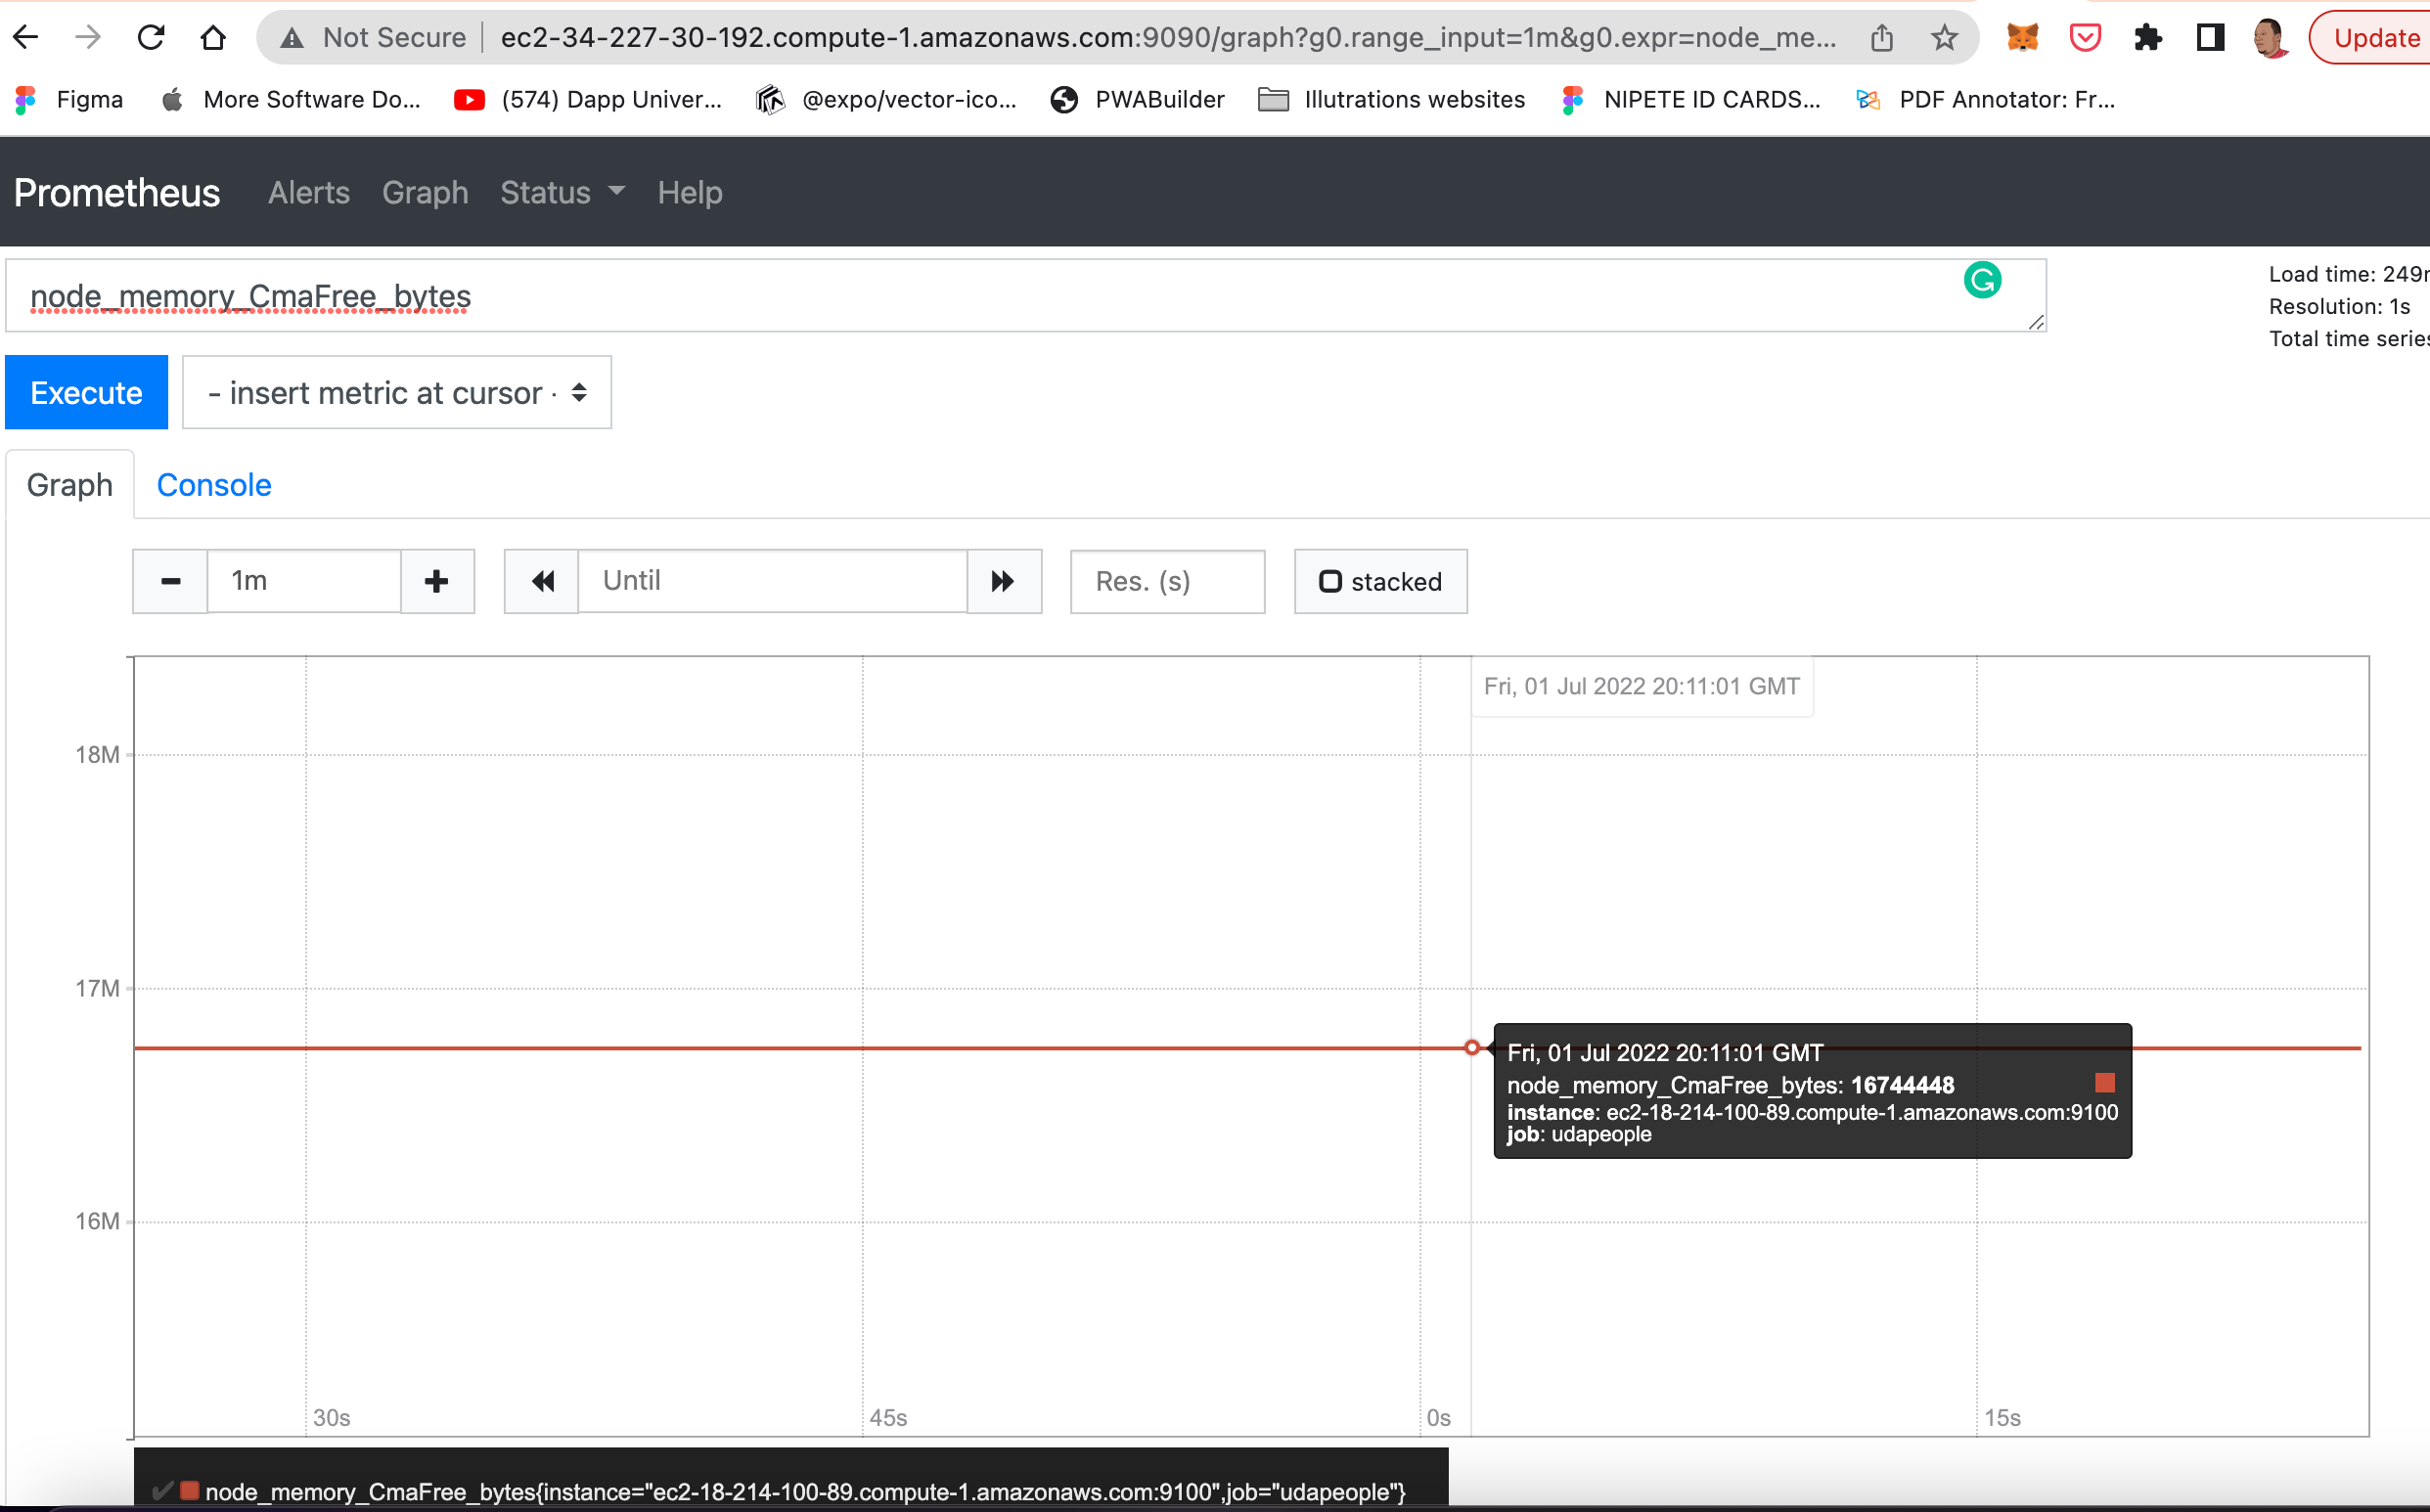 Not Secure ec2-34-227-30-192.compute-1.amazonaws.com:9090/graph?g0.range_input=1m&g0.expr=node_me... Update
Figma More Software Do... (574) Dapp Univer... @expo/vector-ico... PWABuilder Illutrations websites NIPETE ID CARDS... PDF Annotator: Fr...
Prometheus Alerts Graph Status Help
node_memory_CmaFree_bytes
Load time: 249
Resolution: 1s
Total time series
Execute - insert metric at cursor -
Graph Console
1m Until Res. (s) stacked
Fri, 01 Jul 2022 20:11:01 GMT
18M
17M
Fri, 01 Jul 2022 20:11:01 GMT
node_memory_CmaFree_bytes: 16744448
instance: ec2-18-214-100-89.compute-1.amazonaws.com:9100
job: udapeople
16M
30s 45s 0s 15s
node_memory_CmaFree_bytes{instance="ec2-18-214-100-89.compute-1.amazonaws.com:9100",job="udapeople"}